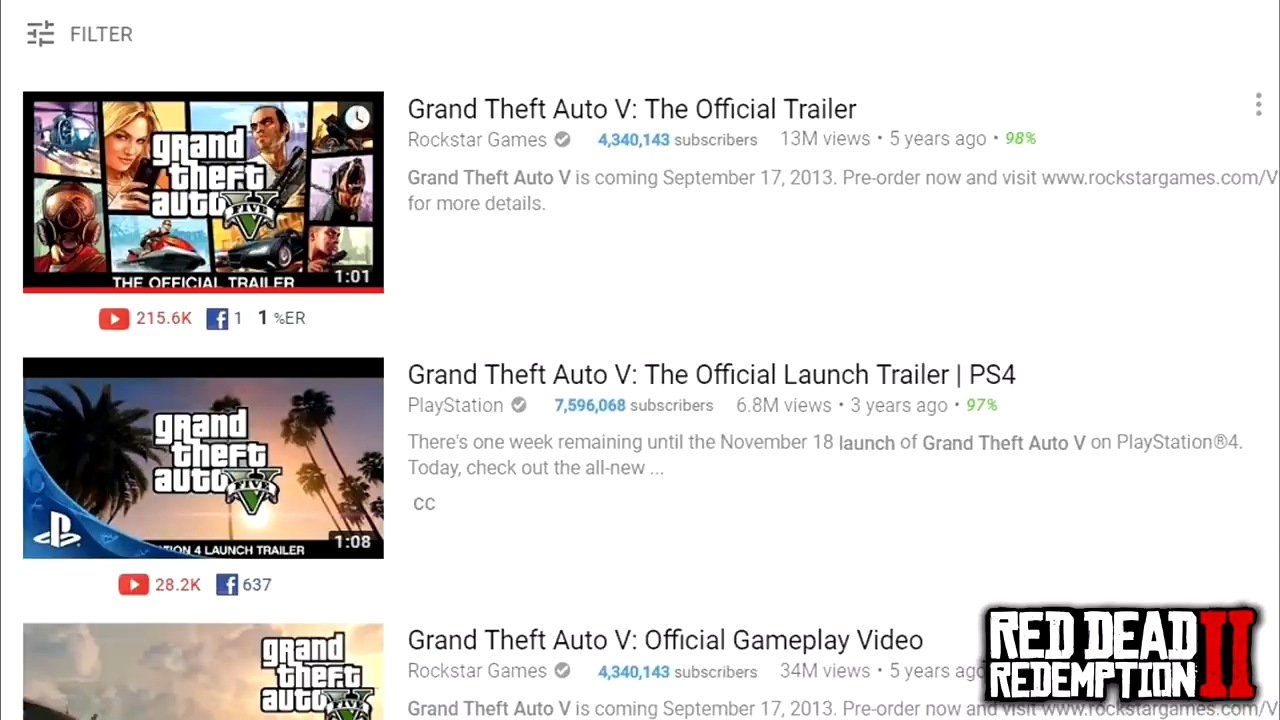 FILTER
grand
theft
auto
FIVE
THE OFFICIAL TRAILER
1:01
Grand Theft Auto V: The Official Trailer
Rockstar Games 4,340,143 subscribers 13M views • 5 years ago • 98%
Grand Theft Auto V is coming September 17, 2013. Pre-order now and visit www.rockstargames.com/V
for more details.
215.6K 1 1 %ER
grand
theft
auto
FIVE
TION 4 LAUNCH TRAILER
1:08
Grand Theft Auto V: The Official Launch Trailer | PS4
PlayStation 7,596,068 subscribers 6.8M views • 3 years ago • 97%
There's one week remaining until the November 18 launch of Grand Theft Auto V on PlayStation®4.
Today, check out the all-new ...
CC
28.2K 637
grand
theft
auto
FIVE
Grand Theft Auto V: Official Gameplay Video
Rockstar Games 4,340,143 subscribers 34M views • 5 years ago
Grand Theft Auto V is coming September 17, 2013. Pre-order now and visit www.rockstargames.com/V
RED DEAD
REDEMPTION II